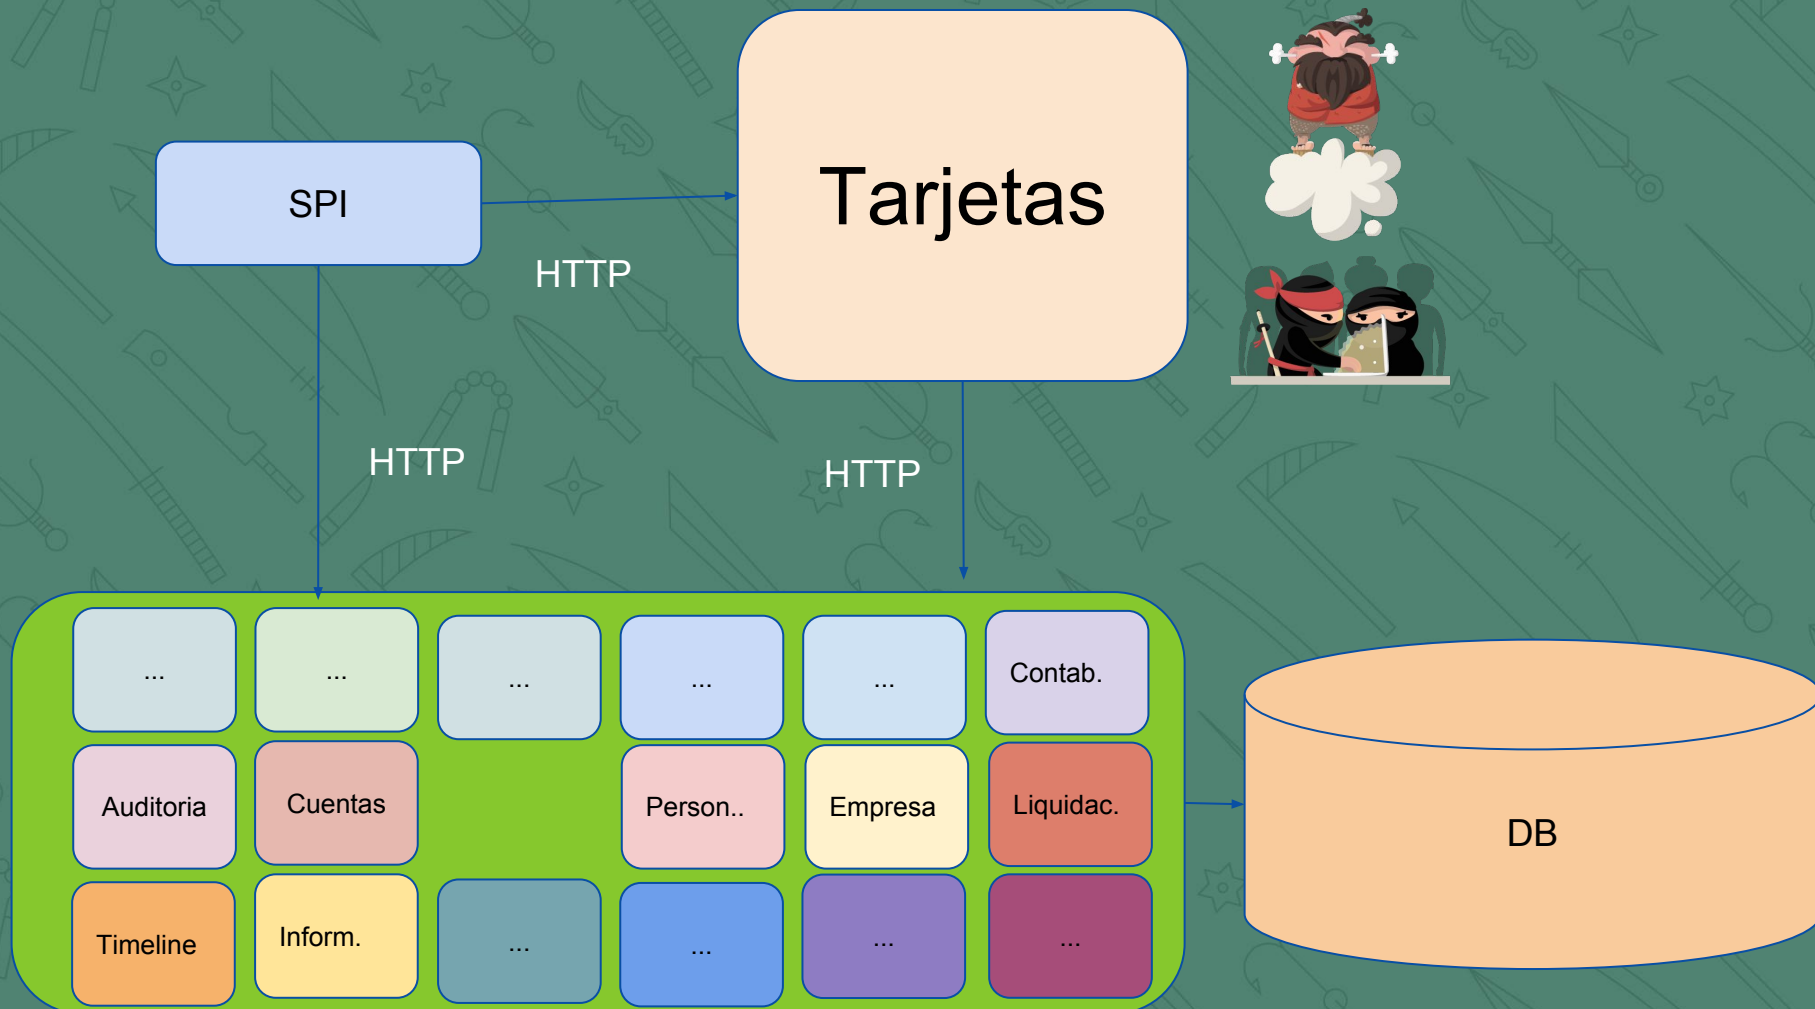 SPI
Tarjetas
HTTP
HTTP
HTTP
...
...
...
...
...
Contab.
Auditoria
Cuentas
Person..
Empresa
Liquidac.
DB
Timeline
Inform.
...
...
...
...